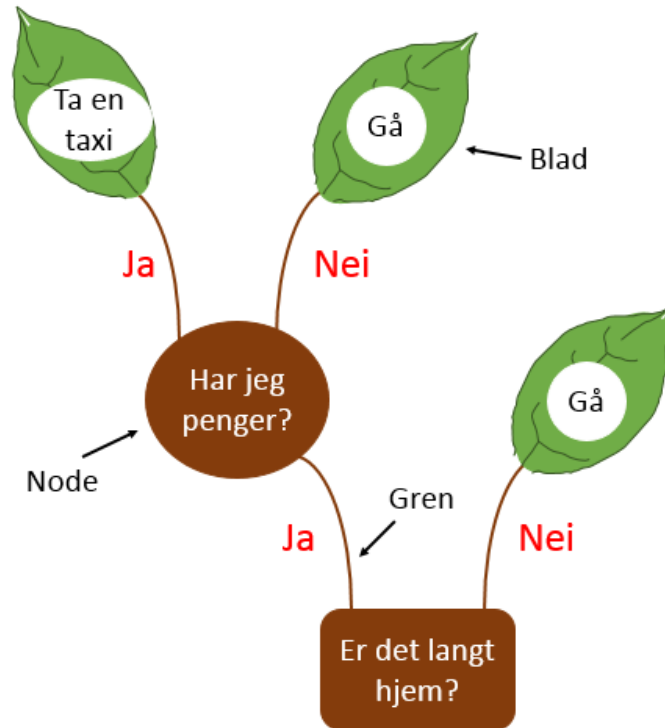 Ta en
taxi
Gå
Blad
Ja
Nei
Har jeg
penger?
Gå
Node
Gren
Ja
Nei
Er det langt
hjem?